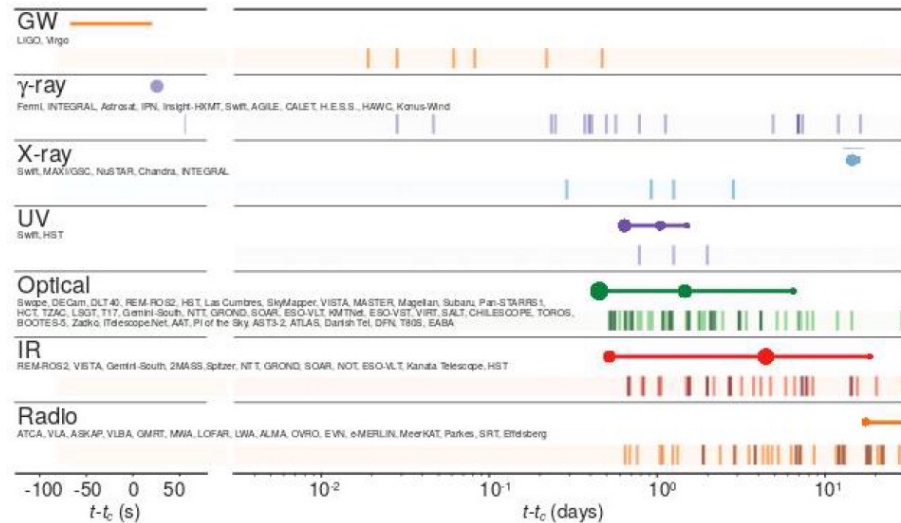 GW
LIGO, Virgo
γ-ray
Fermi, INTEGRAL, Astrosat, IPN, Insight-HXMT, Swift, AGILE, CALET, H.E.S.S., HAWC, Konus-Wind
X-ray
Swift, MAXI/GSC, NuSTAR, Chandra, INTEGRAL
UV
Swift, HST
Optical
Swope, DECam, DLT40, REM-ROS2, HST, Las Cumbres, SkyMapper, VISTA, MASTER, Magellan, Subaru, Pan-STARRS1,
HCT, TZAC, LSGT, T17, Gemini-South, NTT, GROND, SOAR, ESO-VLT, KMTNet, ESO-VST, VIRT, SALT, CHILESCOPE, TOROS,
BOOTES-5, Zadko, iTelescope.Net, AAT, Pi of the Sky, AST3-2, ATLAS, Danish Tel, DFN, T80S, EABA
IR
REM-ROS2, VISTA, Gemini-South, 2MASS,Spitzer, NTT, GROND, SOAR, NOT, ESO-VLT, Kanata Telescope, HST
Radio
ATCA, VLA, ASKAP, VLBA, GMRT, MWA, LOFAR, LWA, ALMA, OVRO, EVN, e-MERLIN, MeerKAT, Parkes, SRT, Effelsberg
-100 -50 0 50 10⁻² 10⁻¹ 10⁰ 10¹
t-t_c (s) t-t_c (days)